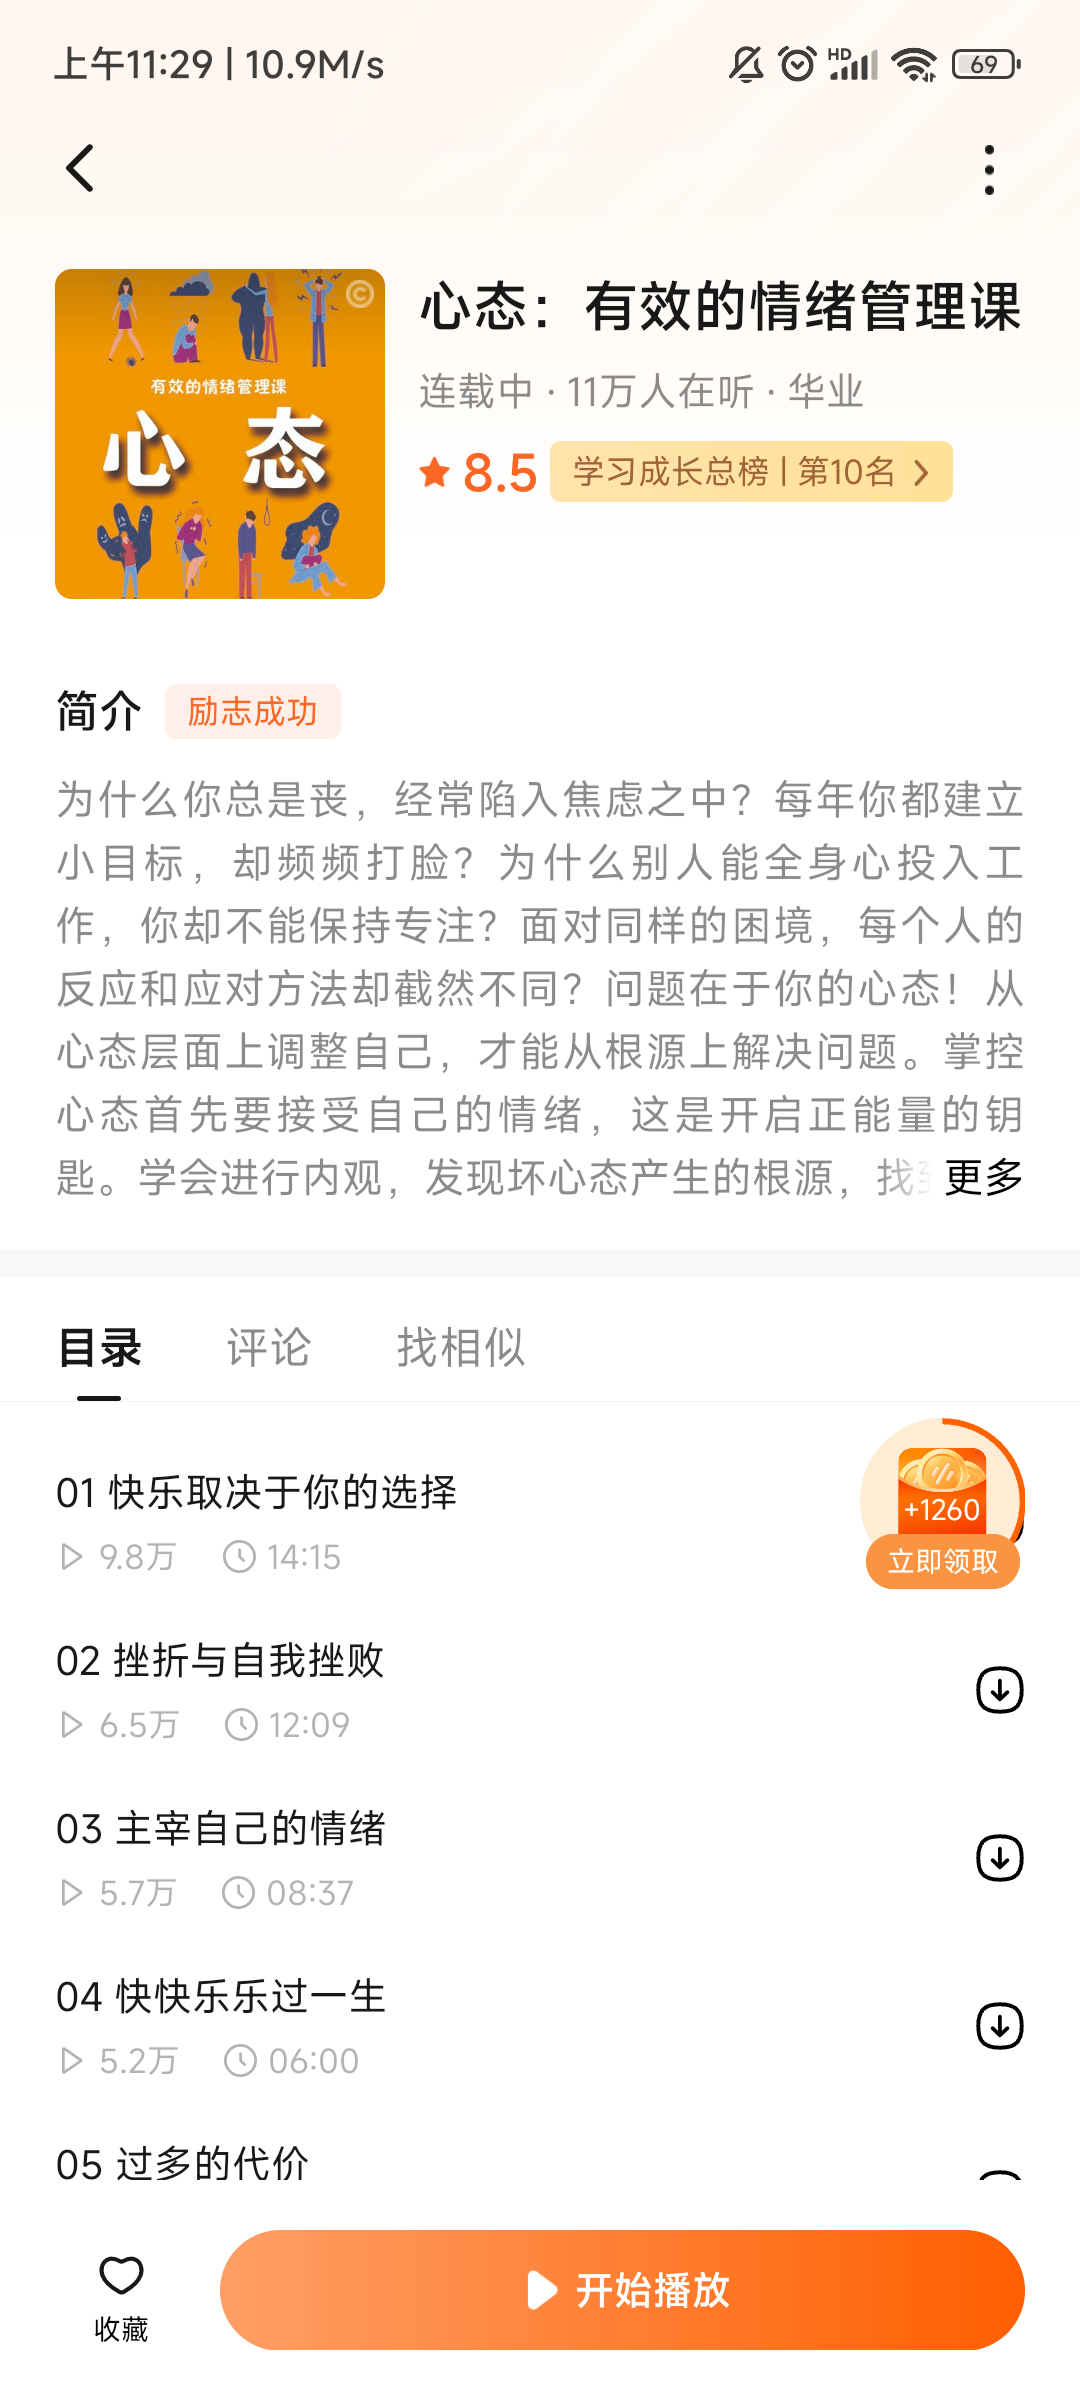 上午11:29 | 10.9M/s
HD
69
©
有效的情绪管理课
心 态
心态：有效的情绪管理课
连载中 · 11万人在听 · 华业
8.5
学习成长总榜 | 第10名
简介
励志成功
为什么你总是丧，经常陷入焦虑之中？每年你都建立
小目标，却频频打脸？为什么别人能全身心投入工
作，你却不能保持专注？面对同样的困境，每个人的
反应和应对方法却截然不同？问题在于你的心态！从
心态层面上调整自己，才能从根源上解决问题。掌控
心态首先要接受自己的情绪，这是开启正能量的钥
匙。学会进行内观，发现坏心态产生的根源，找 更多
目录 评论 找相似
01 快乐取决于你的选择
9.8万 14:15
+1260
立即领取
02 挫折与自我挫败
6.5万 12:09
03 主宰自己的情绪
5.7万 08:37
04 快快乐乐过一生
5.2万 06:00
05 过多的代价
收藏
开始播放